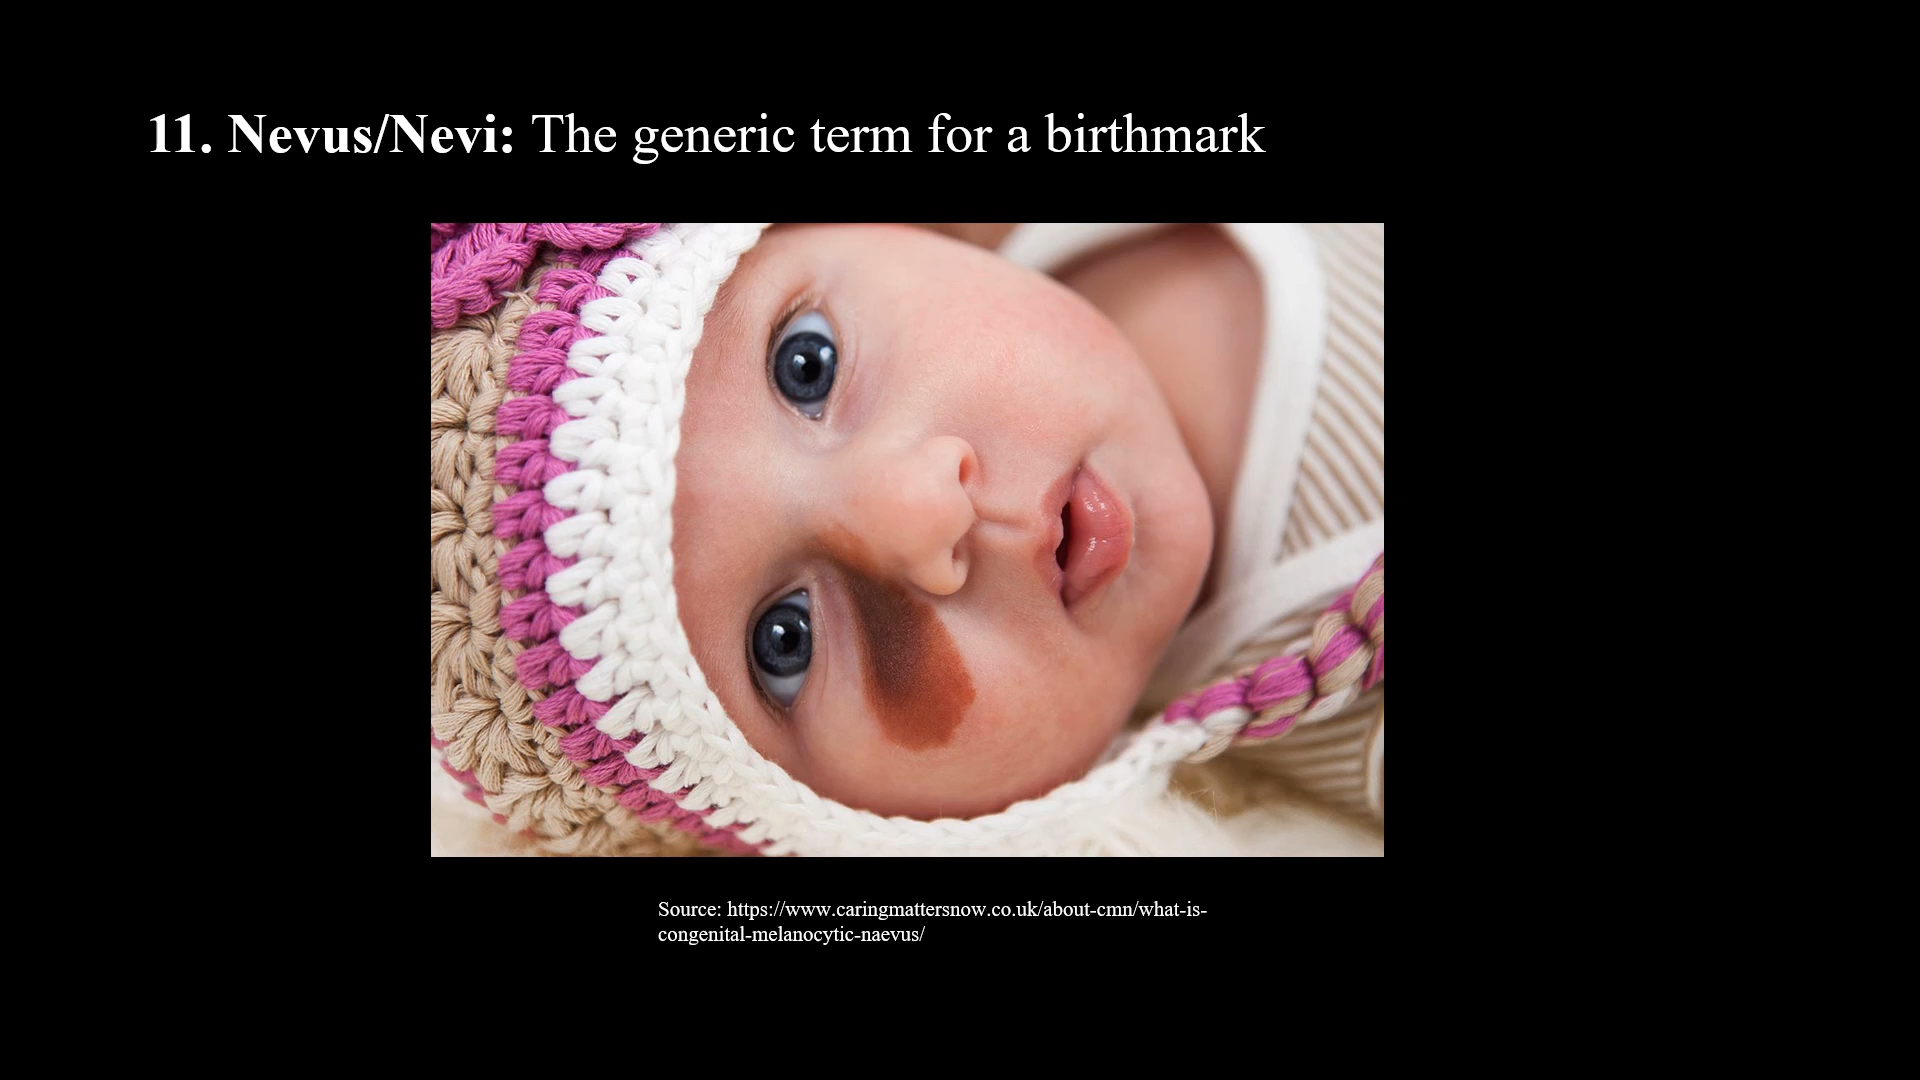 11. Nevus/Nevi: The generic term for a birthmark
Source: https://www.caringmattersnow.co.uk/about-cmn/what-is-
congenital-melanocytic-naevus/